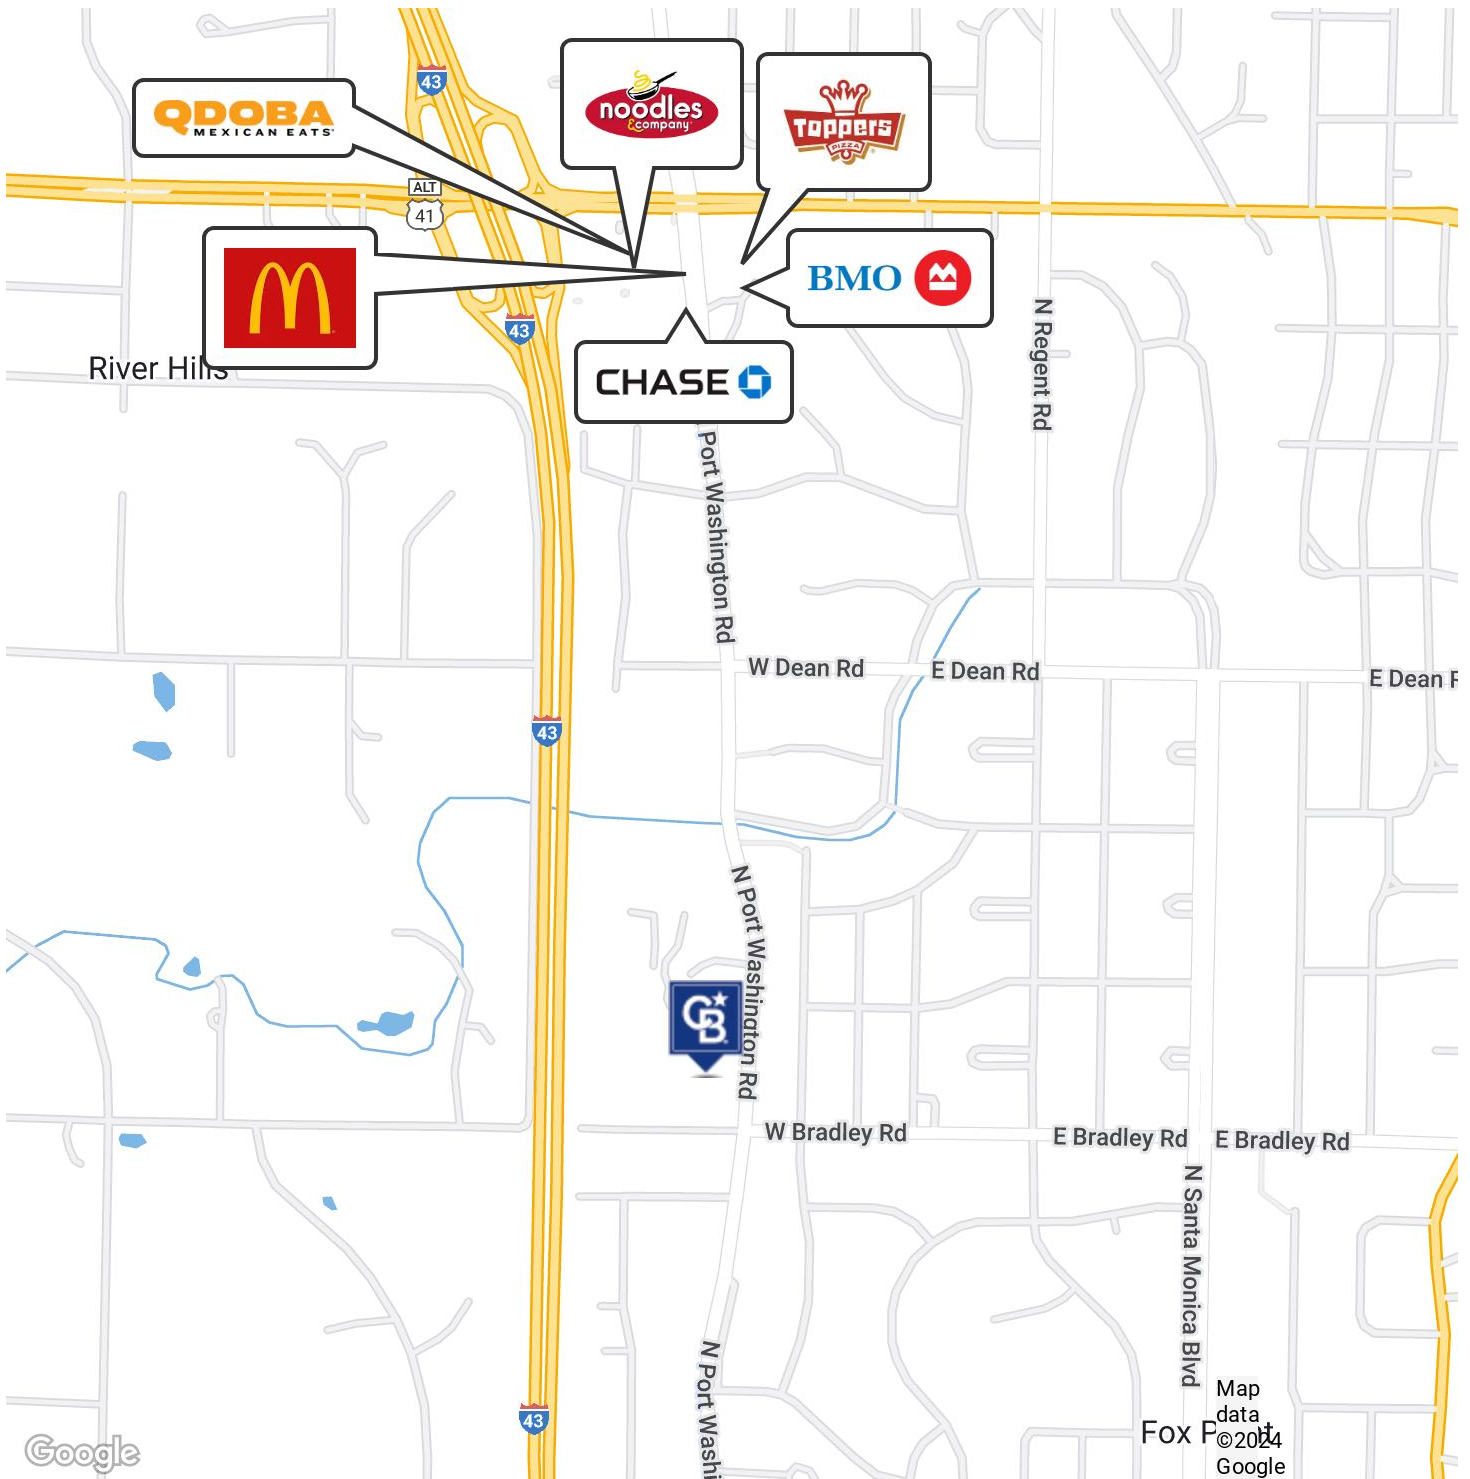 43
QDOBA
MEXICAN EATS
noodles
&company
TOPPERS
PIZZA
ALT
41
BMO
43
River Hills
CHASE
N Regent Rd
Port Washington Rd
W Dean Rd
E Dean Rd
E Dean R
43
N Port Washington Rd
CB
W Bradley Rd
E Bradley Rd
E Bradley Rd
N Santa Monica Blvd
N Port Washi
43
Fox P
rt
Map
data
©2024
Google
Google